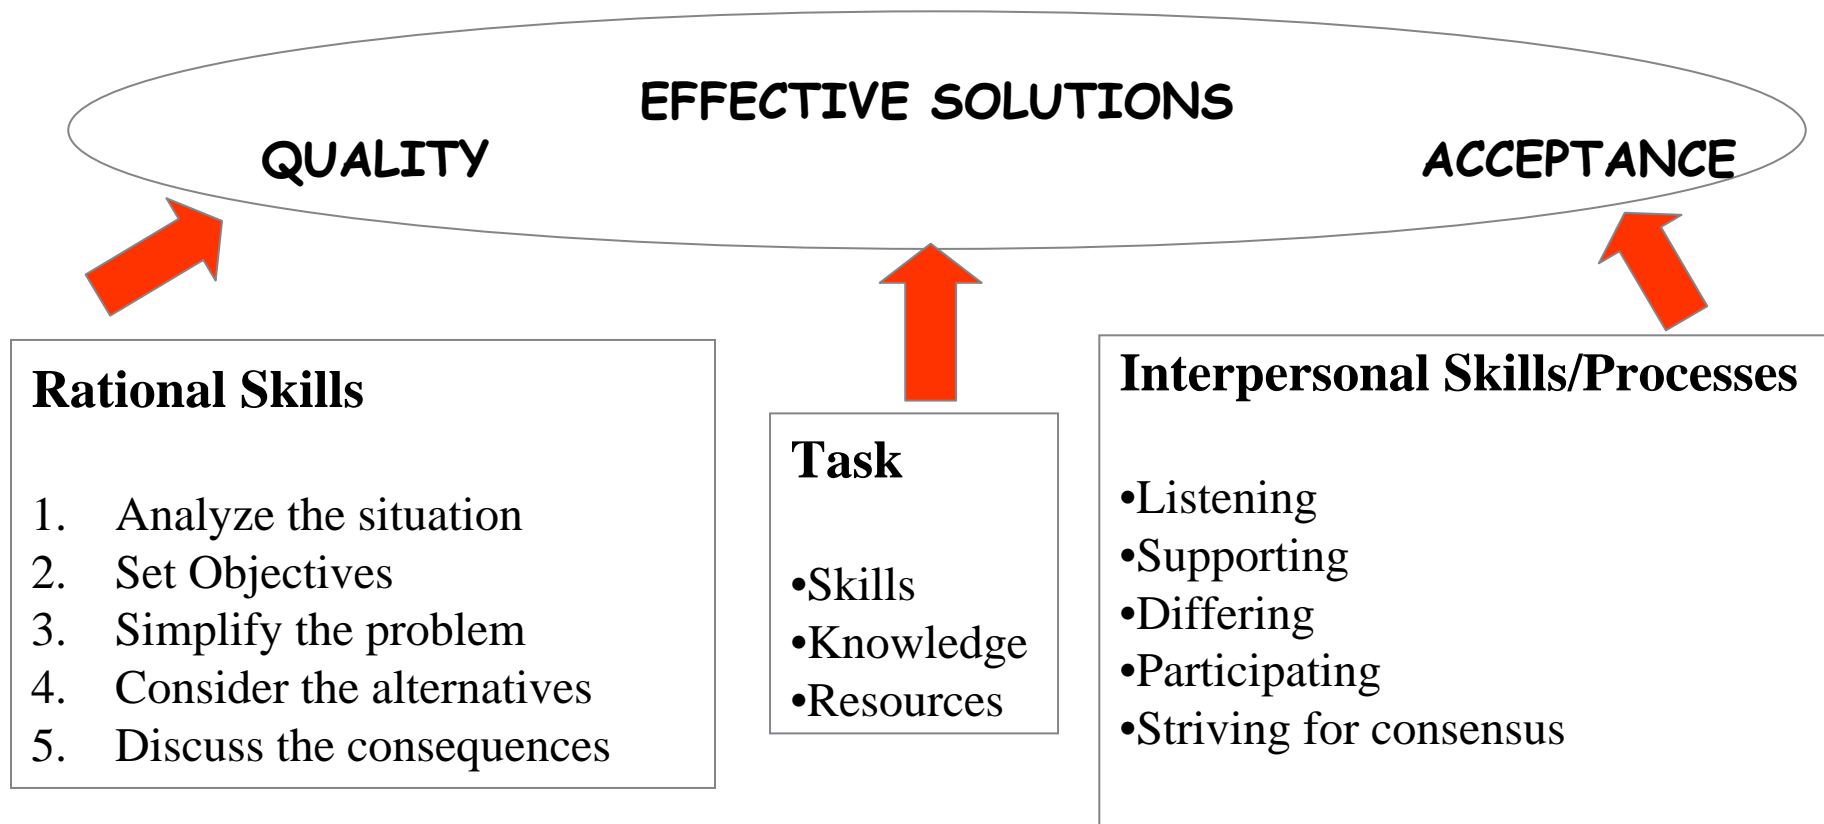 EFFECTIVE SOLUTIONS
QUALITY
ACCEPTANCE
Rational Skills
1. Analyze the situation
2. Set Objectives
3. Simplify the problem
4. Consider the alternatives
5. Discuss the consequences
Task
•Skills
•Knowledge
•Resources
Interpersonal Skills/Processes
•Listening
•Supporting
•Differing
•Participating
•Striving for consensus